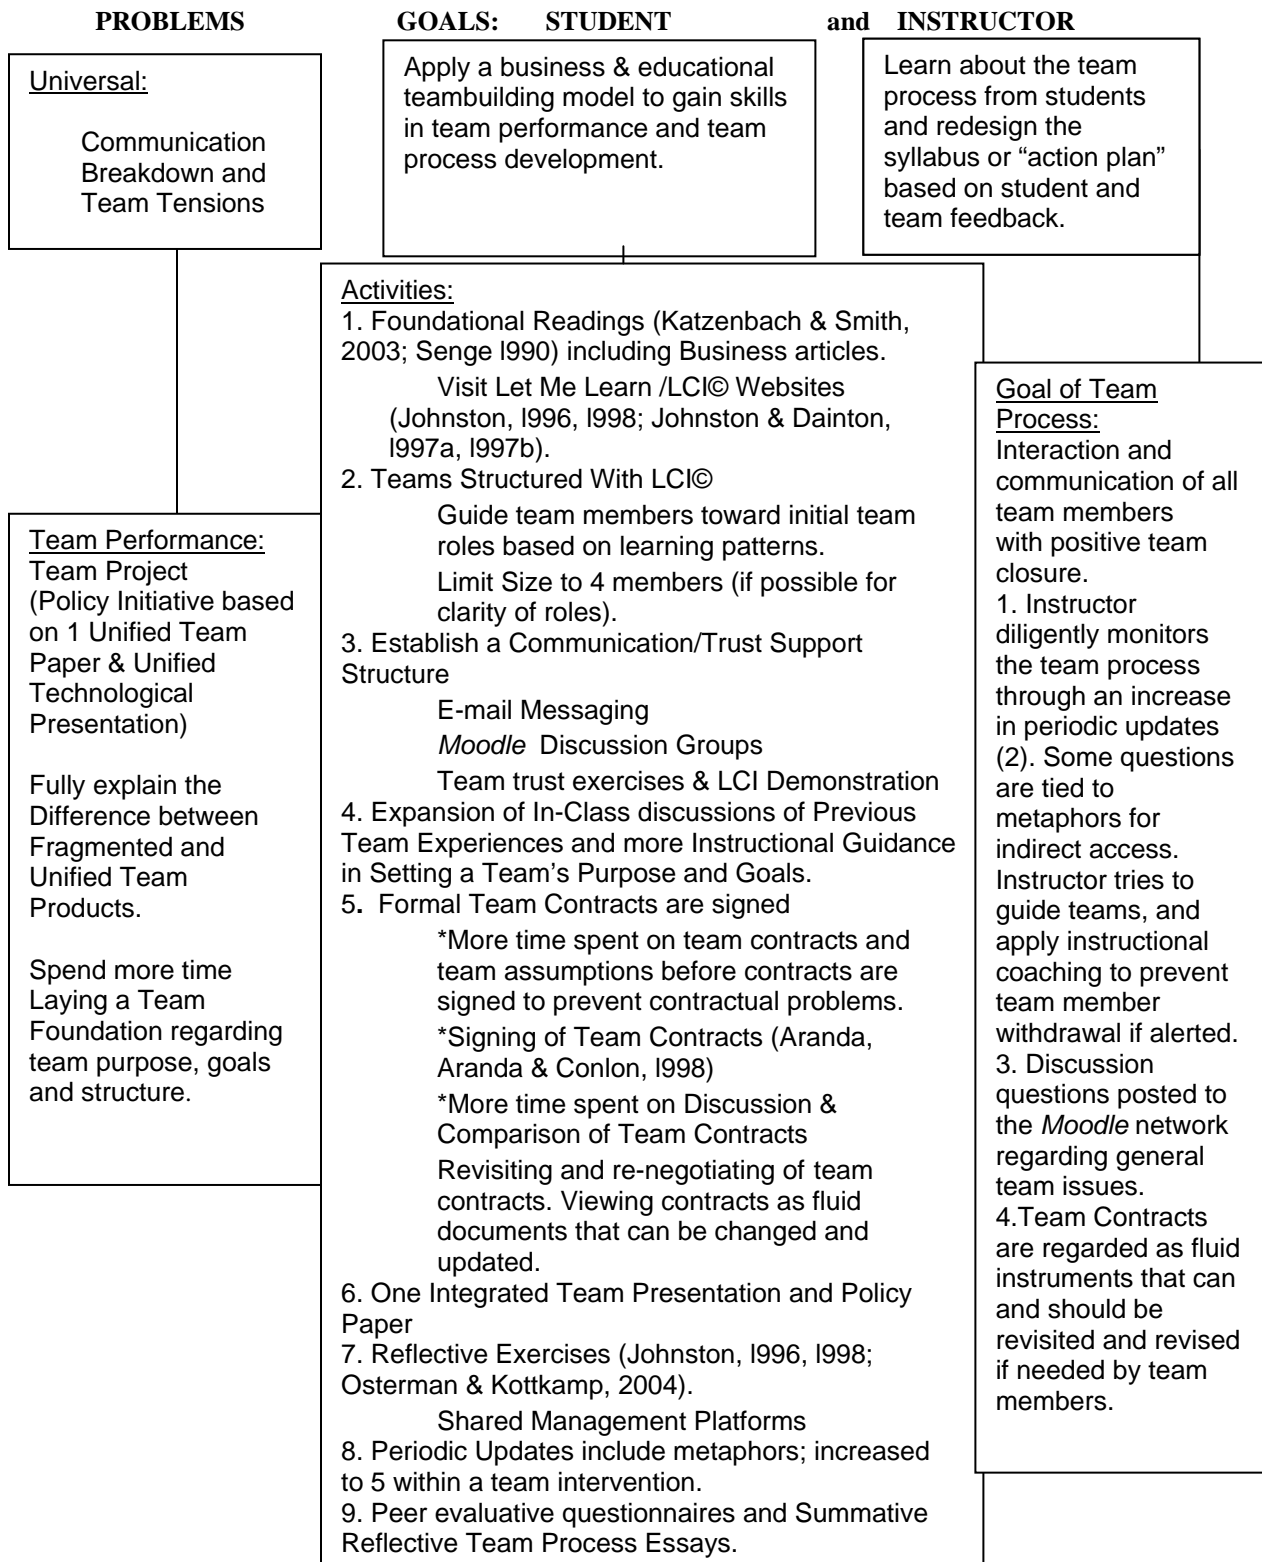 PROBLEMS GOALS: STUDENT and INSTRUCTOR
Universal:
Communication
Breakdown and
Team Tensions
Apply a business & educational
teambuilding model to gain skills
in team performance and team
process development.
Learn about the team
process from students
and redesign the
syllabus or “action plan”
based on student and
team feedback.
Team Performance:
Team Project
(Policy Initiative based
on 1 Unified Team
Paper & Unified
Technological
Presentation)
Fully explain the
Difference between
Fragmented and
Unified Team
Products.
Spend more time
Laying a Team
Foundation regarding
team purpose, goals
and structure.
Activities:
1. Foundational Readings (Katzenbach & Smith,
2003; Senge l990) including Business articles.
Visit Let Me Learn /LCI© Websites
(Johnston, l996, l998; Johnston & Dainton,
l997a, l997b).
2. Teams Structured With LCI©
Guide team members toward initial team
roles based on learning patterns.
Limit Size to 4 members (if possible for
clarity of roles).
3. Establish a Communication/Trust Support
Structure
E-mail Messaging
Moodle Discussion Groups
Team trust exercises & LCI Demonstration
4. Expansion of In-Class discussions of Previous
Team Experiences and more Instructional Guidance
in Setting a Team’s Purpose and Goals.
5. Formal Team Contracts are signed
*More time spent on team contracts and
team assumptions before contracts are
signed to prevent contractual problems.
*Signing of Team Contracts (Aranda,
Aranda & Conlon, l998)
*More time spent on Discussion &
Comparison of Team Contracts
Revisiting and re-negotiating of team
contracts. Viewing contracts as fluid
documents that can be changed and
updated.
6. One Integrated Team Presentation and Policy
Paper
7. Reflective Exercises (Johnston, l996, l998;
Osterman & Kottkamp, 2004).
Shared Management Platforms
8. Periodic Updates include metaphors; increased
to 5 within a team intervention.
9. Peer evaluative questionnaires and Summative
Reflective Team Process Essays.
Goal of Team
Process:
Interaction and
communication of all
team members
with positive team
closure.
1. Instructor
diligently monitors
the team process
through an increase
in periodic updates
(2). Some questions
are tied to
metaphors for
indirect access.
Instructor tries to
guide teams, and
apply instructional
coaching to prevent
team member
withdrawal if alerted.
3. Discussion
questions posted to
the Moodle network
regarding general
team issues.
4.Team Contracts
are regarded as fluid
instruments that can
and should be
revisited and revised
if needed by team
members.